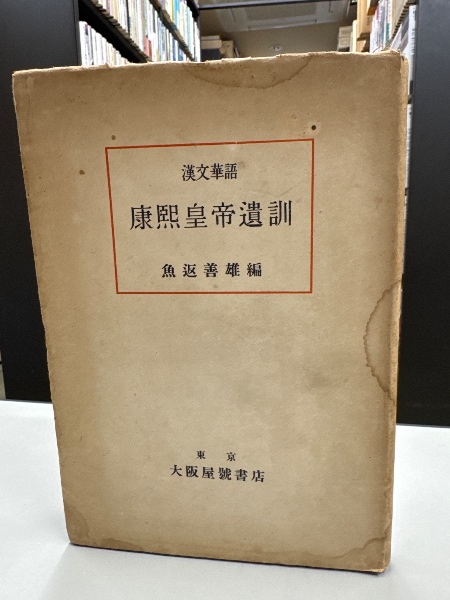 漢文華語
康熙皇帝遺訓
魚返善雄編
東京
大阪屋號書店